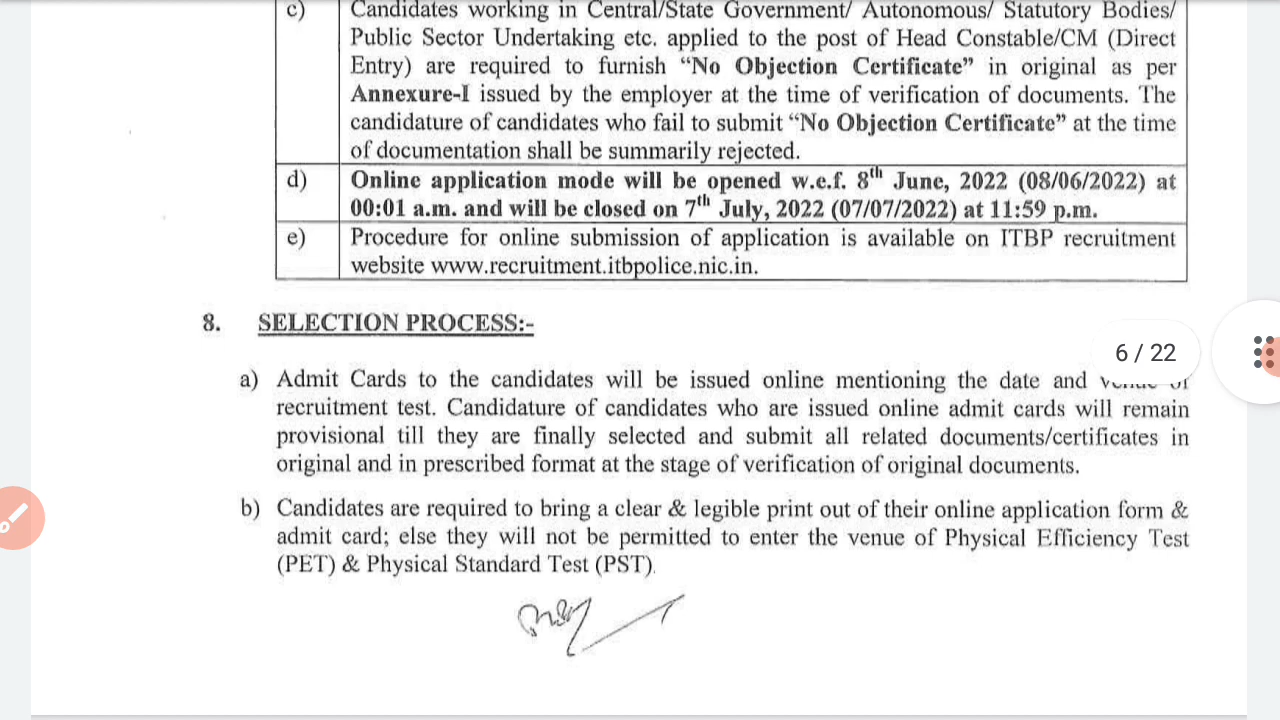 c) Candidates working in Central/State Government/ Autonomous/ Statutory Bodies/
Public Sector Undertaking etc. applied to the post of Head Constable/CM (Direct
Entry) are required to furnish “No Objection Certificate” in original as per
Annexure-I issued by the employer at the time of verification of documents. The
candidature of candidates who fail to submit “No Objection Certificate” at the time
of documentation shall be summarily rejected.
d) Online application mode will be opened w.e.f. 8th June, 2022 (08/06/2022) at
00:01 a.m. and will be closed on 7th July, 2022 (07/07/2022) at 11:59 p.m.
e) Procedure for online submission of application is available on ITBP recruitment
website www.recruitment.itbpolice.nic.in.
8. SELECTION PROCESS:-
6 / 22
a) Admit Cards to the candidates will be issued online mentioning the date and venue of
recruitment test. Candidature of candidates who are issued online admit cards will remain
provisional till they are finally selected and submit all related documents/certificates in
original and in prescribed format at the stage of verification of original documents.
b) Candidates are required to bring a clear & legible print out of their online application form &
admit card; else they will not be permitted to enter the venue of Physical Efficiency Test
(PET) & Physical Standard Test (PST).